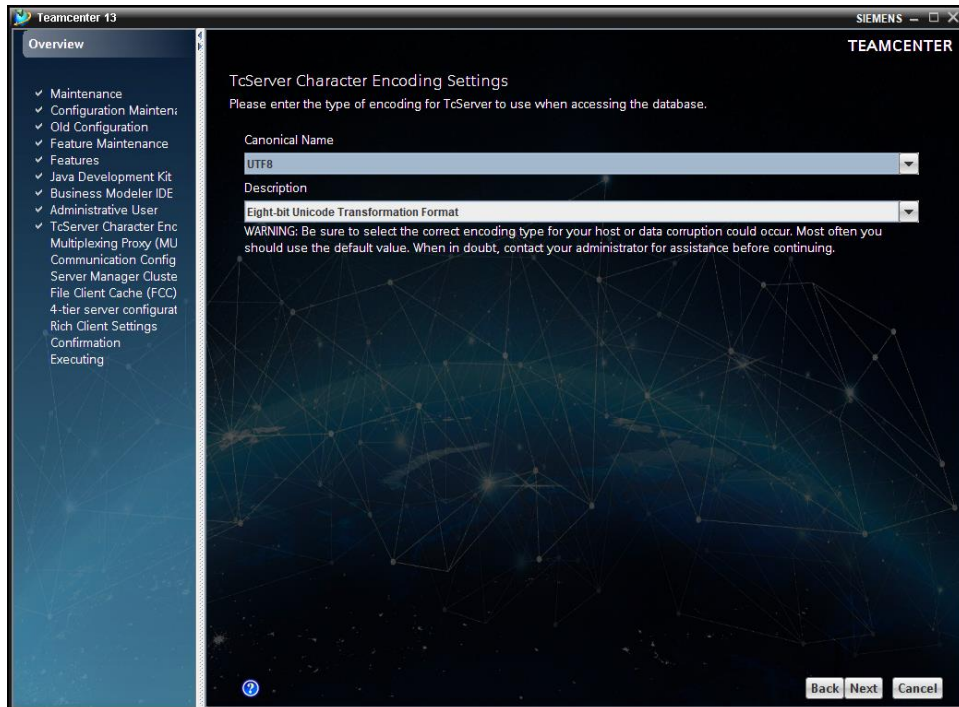 Teamcenter 13
SIEMENS
Overview
TEAMCENTER
Maintenance
Configuration Maintena
Old Configuration
Feature Maintenance
Features
Java Development Kit
Business Modeler IDE
Administrative User
TcServer Character Enc
Multiplexing Proxy (MU
Communication Config
Server Manager Cluste
File Client Cache (FCC)
4-tier server configurat
Rich Client Settings
Confirmation
Executing
TcServer Character Encoding Settings
Please enter the type of encoding for TcServer to use when accessing the database.
Canonical Name
UTF8
Description
Eight-bit Unicode Transformation Format
WARNING: Be sure to select the correct encoding type for your host or data corruption could occur. Most often you
should use the default value. When in doubt, contact your administrator for assistance before continuing.
?
Back Next Cancel